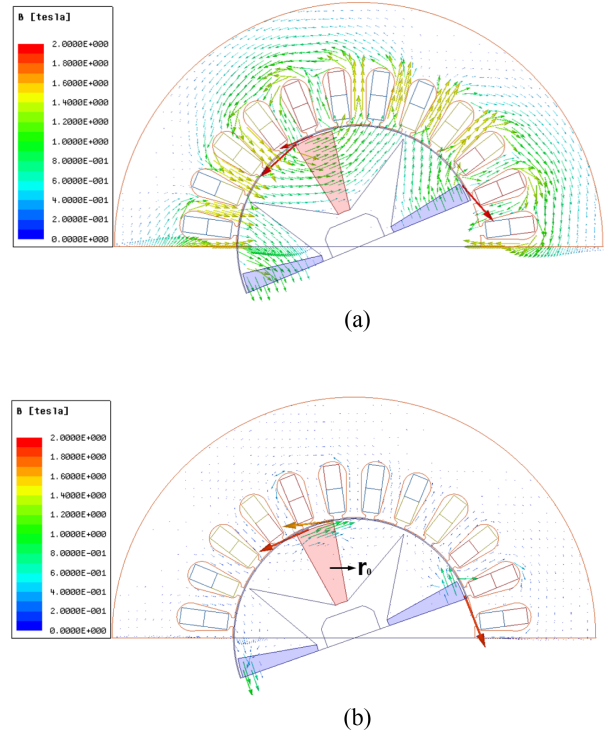 B [tesla]
2.0000E+000
1.8000E+000
1.6000E+000
1.4000E+000
1.2000E+000
1.0000E+000
8.0000E-001
6.0000E-001
4.0000E-001
2.0000E-001
0.0000E+000
(a)
B [tesla]
2.0000E+000
1.8000E+000
1.6000E+000
1.4000E+000
1.2000E+000
1.0000E+000
8.0000E-001
6.0000E-001
4.0000E-001
2.0000E-001
0.0000E+000
r₀
(b)